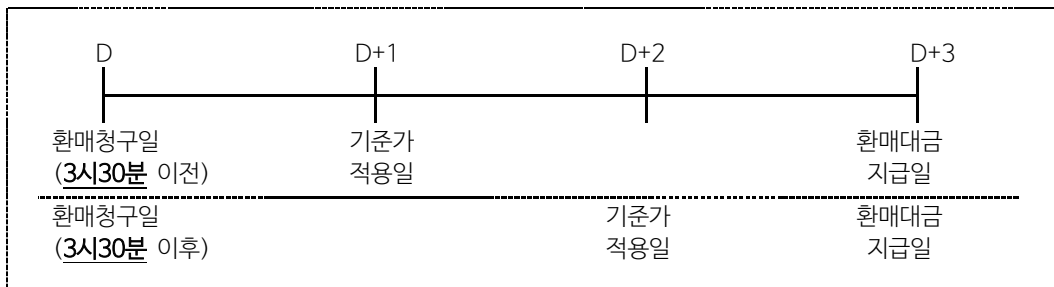 D D+1 D+2 D+3
환매청구일 기준가 환매대금
(3시30분 이전) 적용일 지급일
환매청구일 기준가 환매대금
(3시30분 이후) 적용일 지급일